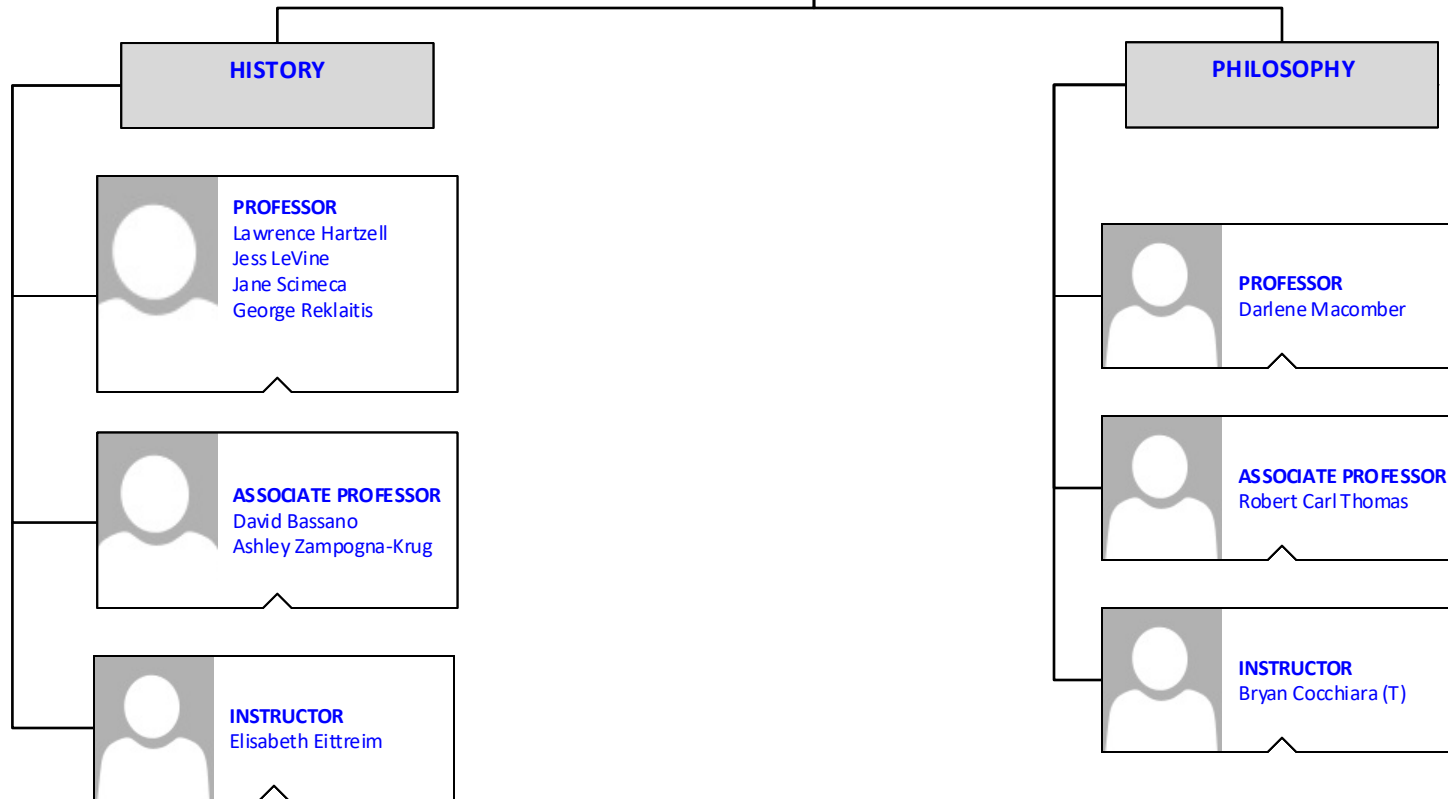 HISTORY
PROFESSOR
Lawrence Hartzell
Jess LeVine
Jane Scimeca
George Reklaitis
ASSOCIATE PROFESSOR
David Bassano
Ashley Zampogna-Krug
INSTRUCTOR
Elisabeth Eittreim
PHILOSOPHY
PROFESSOR
Darlene Macomber
ASSOCIATE PROFESSOR
Robert Carl Thomas
INSTRUCTOR
Bryan Cocchiara (T)